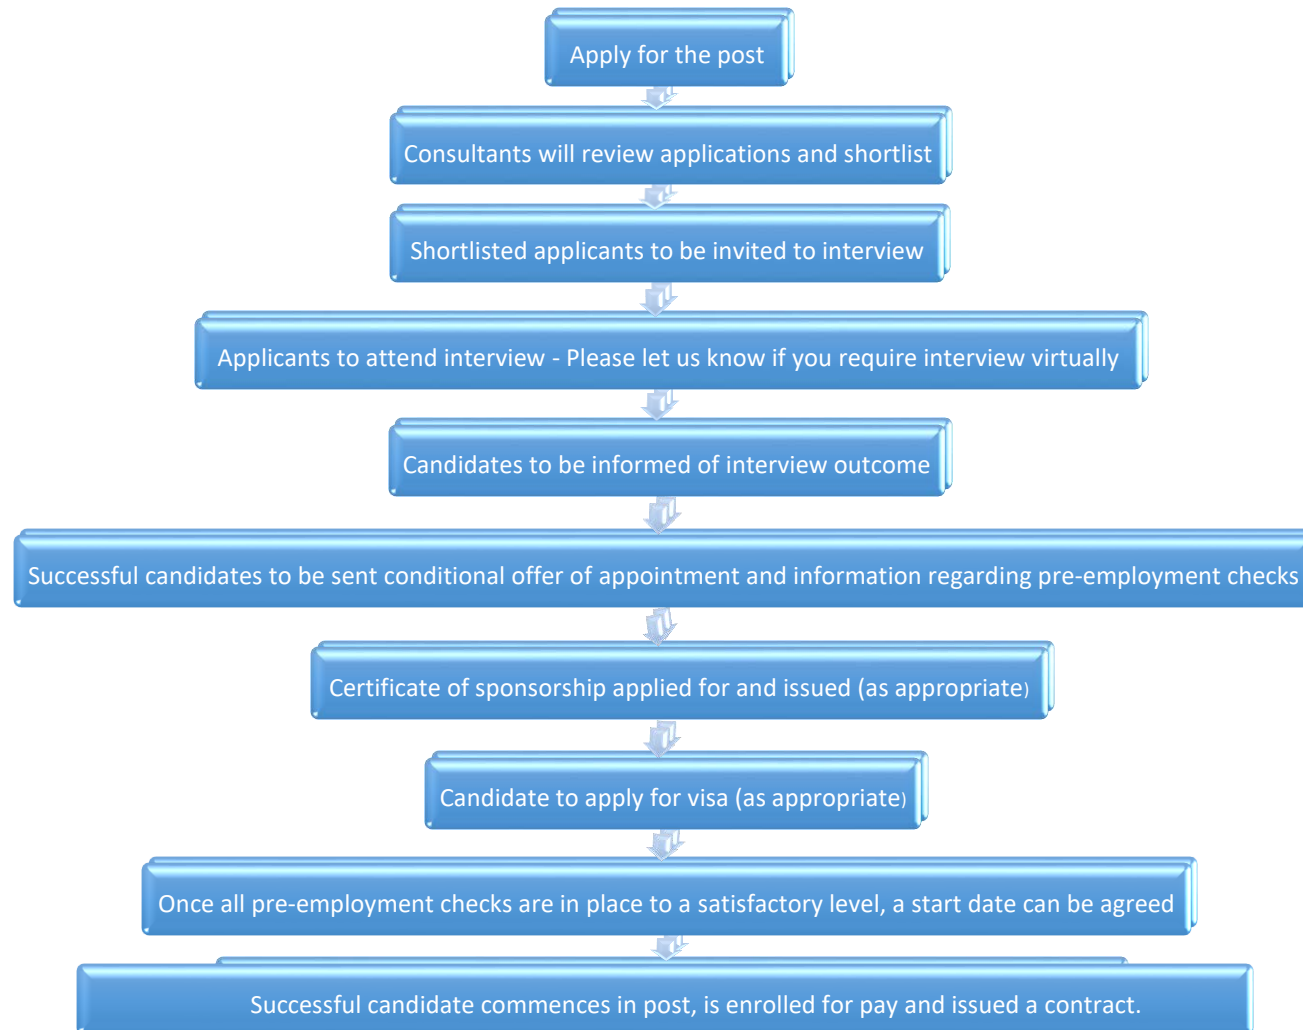 Apply for the post
Consultants will review applications and shortlist
Shortlisted applicants to be invited to interview
Applicants to attend interview - Please let us know if you require interview virtually
Candidates to be informed of interview outcome
Successful candidates to be sent conditional offer of appointment and information regarding pre-employment checks
Certificate of sponsorship applied for and issued (as appropriate)
Candidate to apply for visa (as appropriate)
Once all pre-employment checks are in place to a satisfactory level, a start date can be agreed
Successful candidate commences in post, is enrolled for pay and issued a contract.